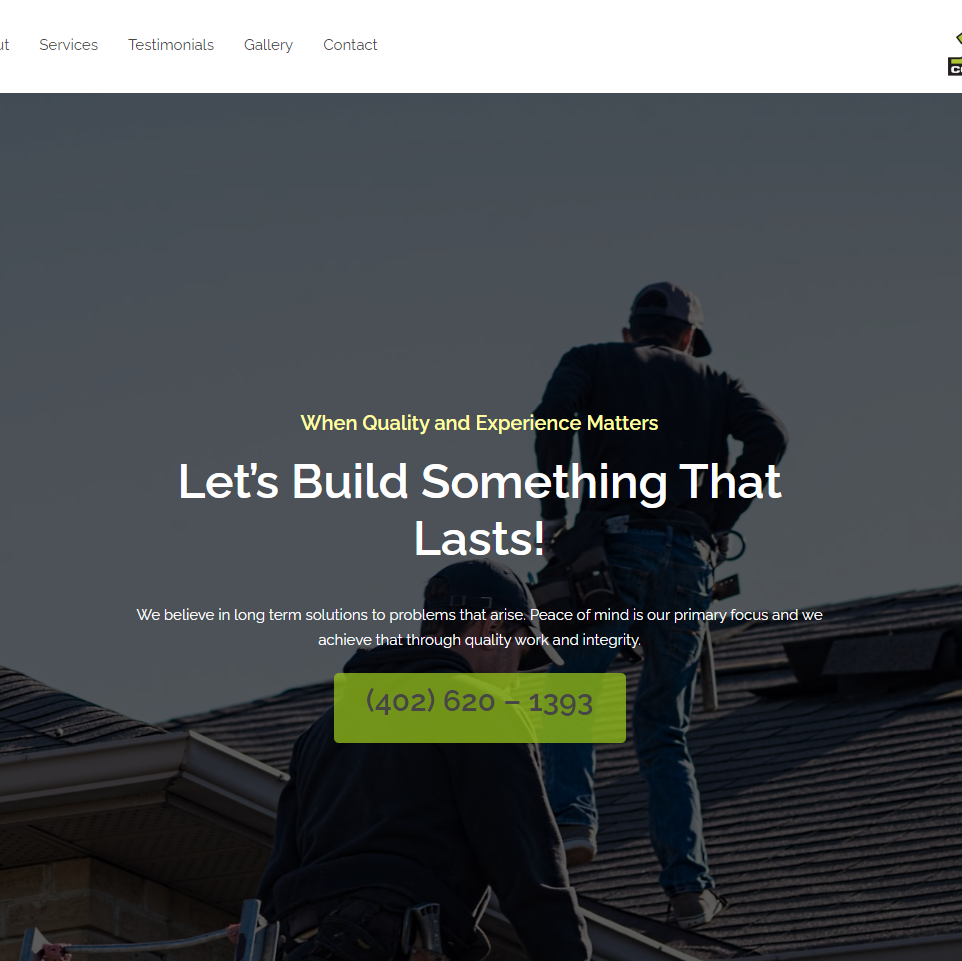 Services Testimonials Gallery Contact
When Quality and Experience Matters
Let’s Build Something That
Lasts!
We believe in long term solutions to problems that arise. Peace of mind is our primary focus and we
achieve that through quality work and integrity.
(402) 620 – 1393